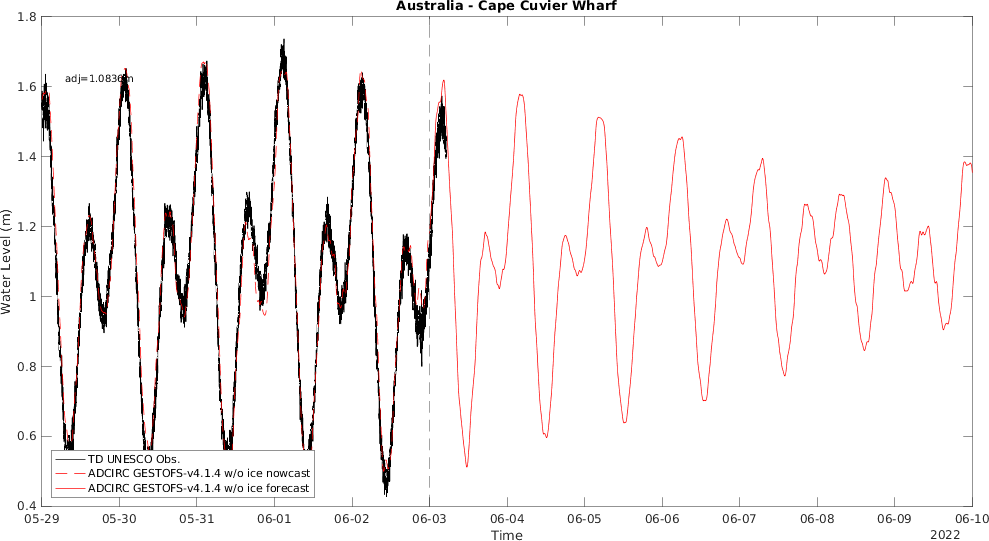 Australia - Cape Cuvier Wharf
1.8
adj=1.0836m
1.6
1.4
1.2
1
0.8
0.6
0.4
Water Level (m)
TD UNESCO Obs.
ADCIRC GESTOFS-v4.1.4 w/o ice nowcast
ADCIRC GESTOFS-v4.1.4 w/o ice forecast
05-29 05-30 05-31 06-01 06-02 06-03 06-04 06-05 06-06 06-07 06-08 06-09 06-10
Time
2022